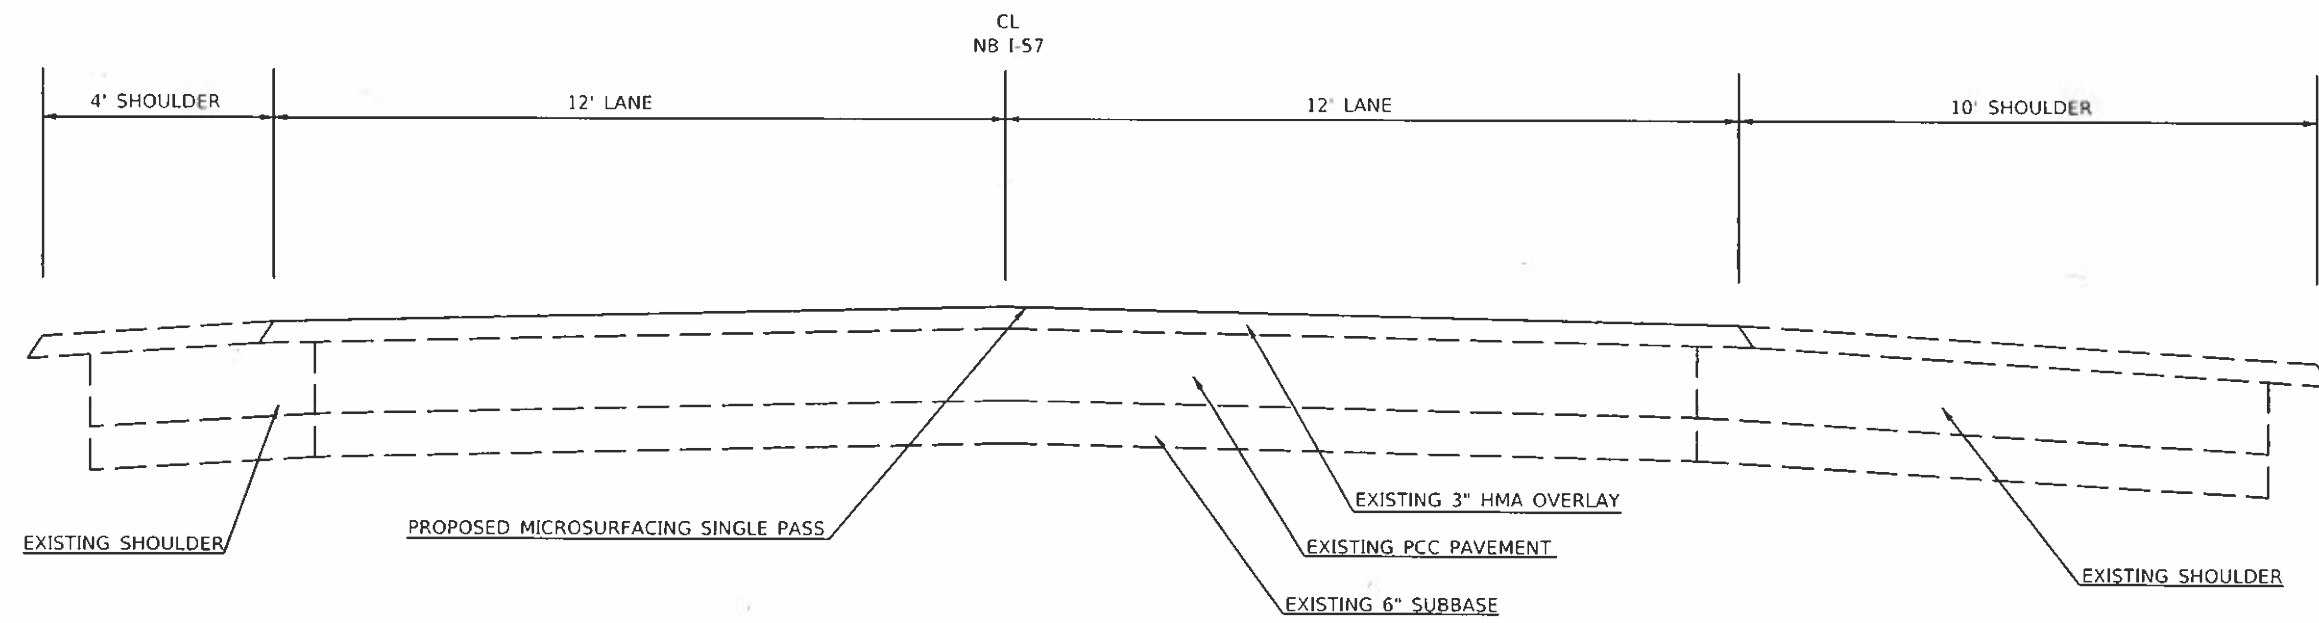 CL
NB I-57
4' SHOULDER
12' LANE
12' LANE
10' SHOULDER
EXISTING 3" HMA OVERLAY
PROPOSED MICROSURFACING SINGLE PASS
EXISTING SHOULDER
EXISTING PCC PAVEMENT
EXISTING SHOULDER
EXISTING 6" SUBBASE